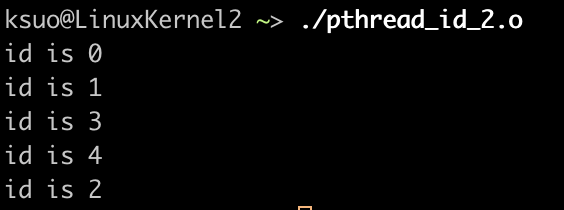 ksuo@LinuxKernel2 ~> ./pthread_id_2.o
id is 0
id is 1
id is 3
id is 4
id is 2